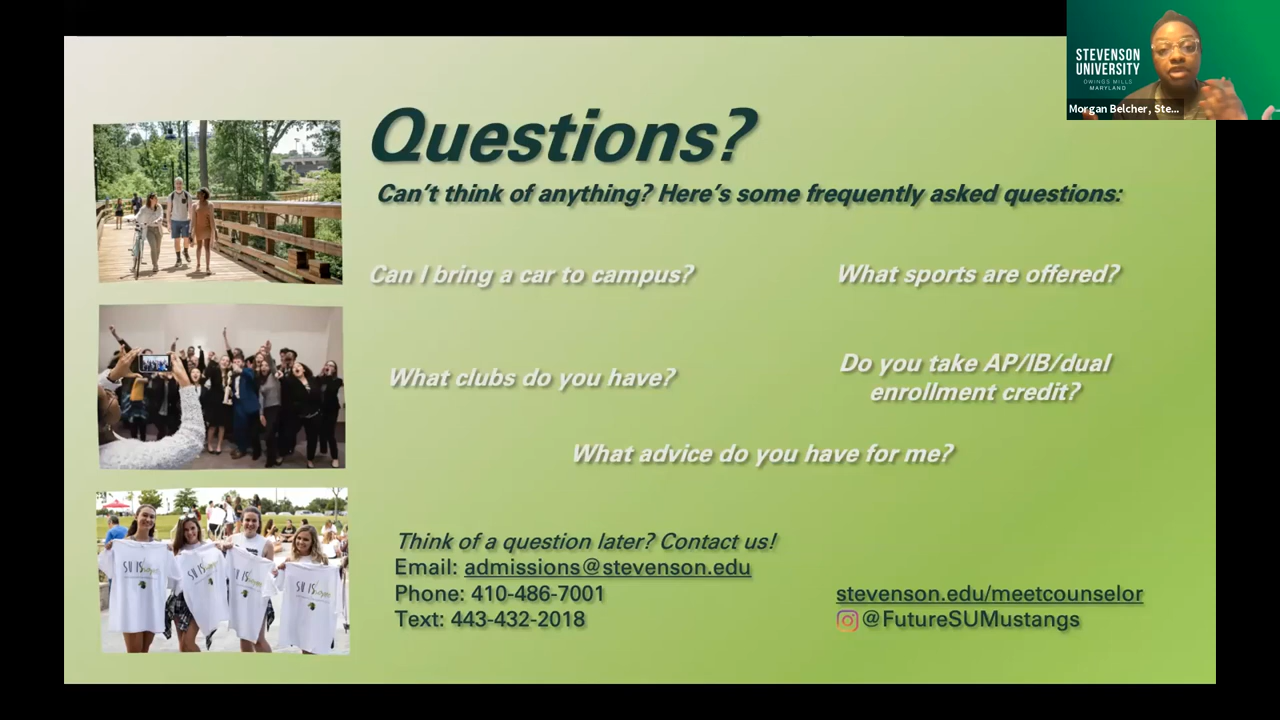 STEVENSON
UNIVERSITY
OWINGS MILLS
MARYLAND
Morgan Belcher, Ste...
Questions?
Can't think of anything? Here's some frequently asked questions:
Can I bring a car to campus?
What sports are offered?
What clubs do you have?
Do you take AP/IB/dual
enrollment credit?
What advice do you have for me?
Think of a question later? Contact us!
Email: admissions@stevenson.edu
Phone: 410-486-7001
Text: 443-432-2018
stevenson.edu/meetcounselor
@FutureSUMustangs